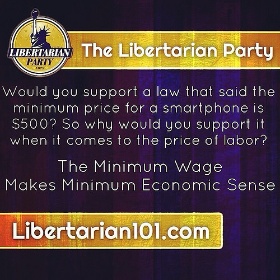 LIBERTARIAN
PARTY
The Libertarian Party
Would you support a law that said the
minimum price for a smartphone is
$500? So why would you support it
when it comes to the price of labor?
The Minimum Wage
Makes Minimum Economic Sense
Libertarian101.com